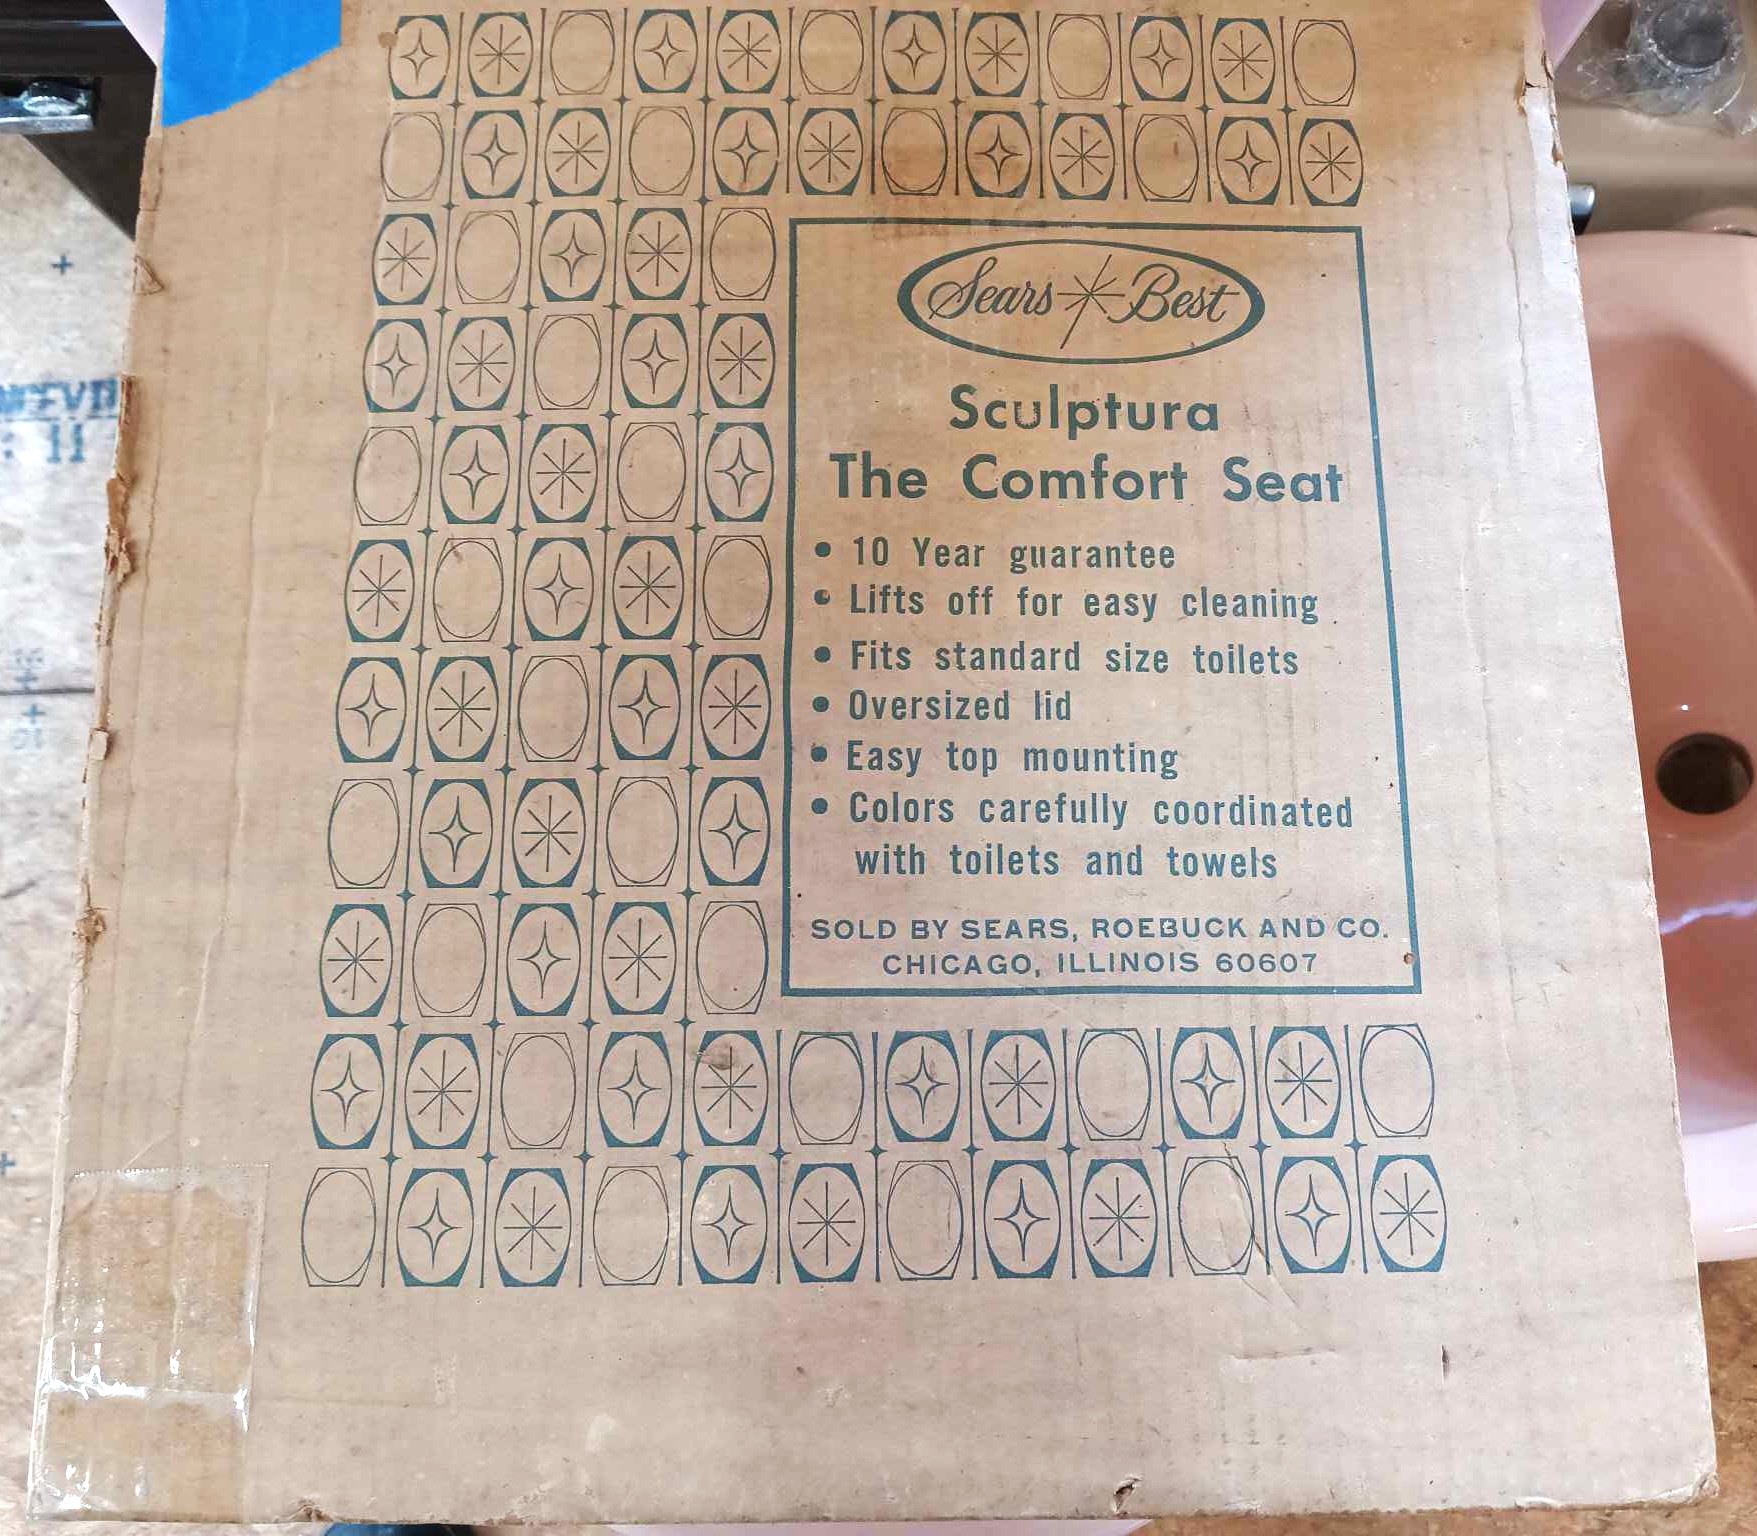 Sears Best
Sculptura
The Comfort Seat
• 10 Year guarantee
• Lifts off for easy cleaning
• Fits standard size toilets
• Oversized lid
• Easy top mounting
• Colors carefully coordinated
with toilets and towels
SOLD BY SEARS, ROEBUCK AND CO.
CHICAGO, ILLINOIS 60607
: 11